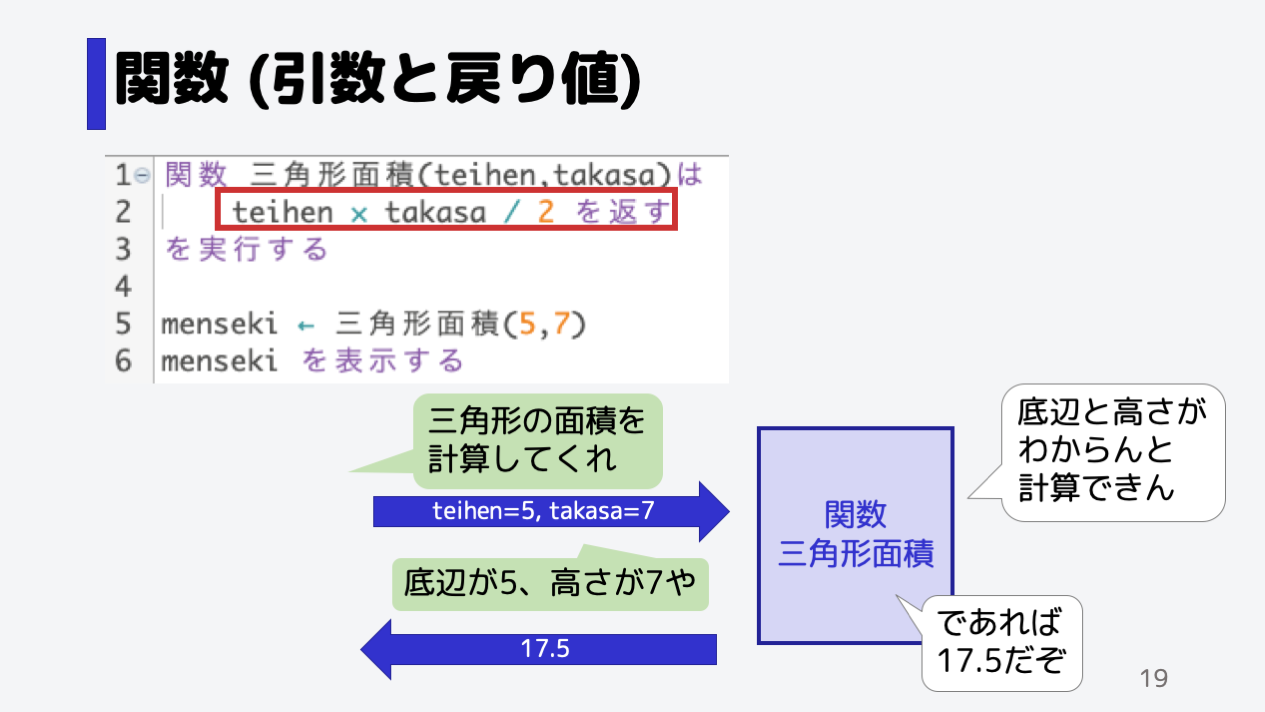 関数 (引数と戻り値)
1 関数 三角形面積(teihen,takasa)は
2 teihen × takasa / 2 を返す
3 を実行する
4
5 menseki ← 三角形面積(5,7)
6 menseki を表示する
三角形の面積を
計算してくれ
底辺と高さが
わからんと
計算できん
teihen=5, takasa=7
関数
三角形面積
底辺が5、高さが7や
17.5
であれば
17.5だぞ
19